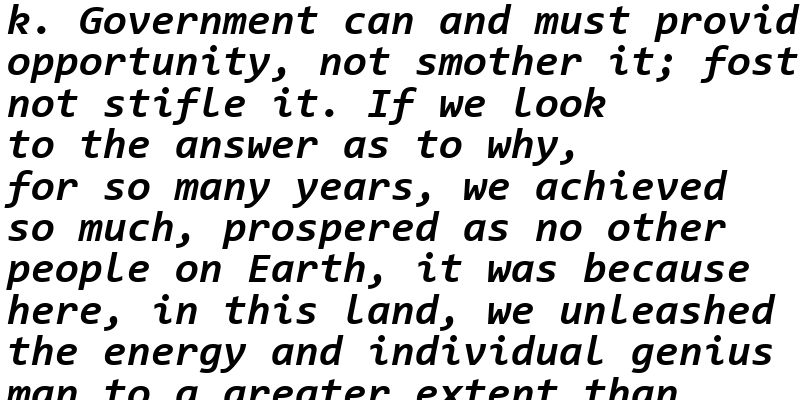 k. Government can and must provid
opportunity, not smother it; fost
not stifle it. If we look
to the answer as to why,
for so many years, we achieved
so much, prospered as no other
people on Earth, it was because
here, in this land, we unleashed
the energy and individual genius
man to a greater extent than